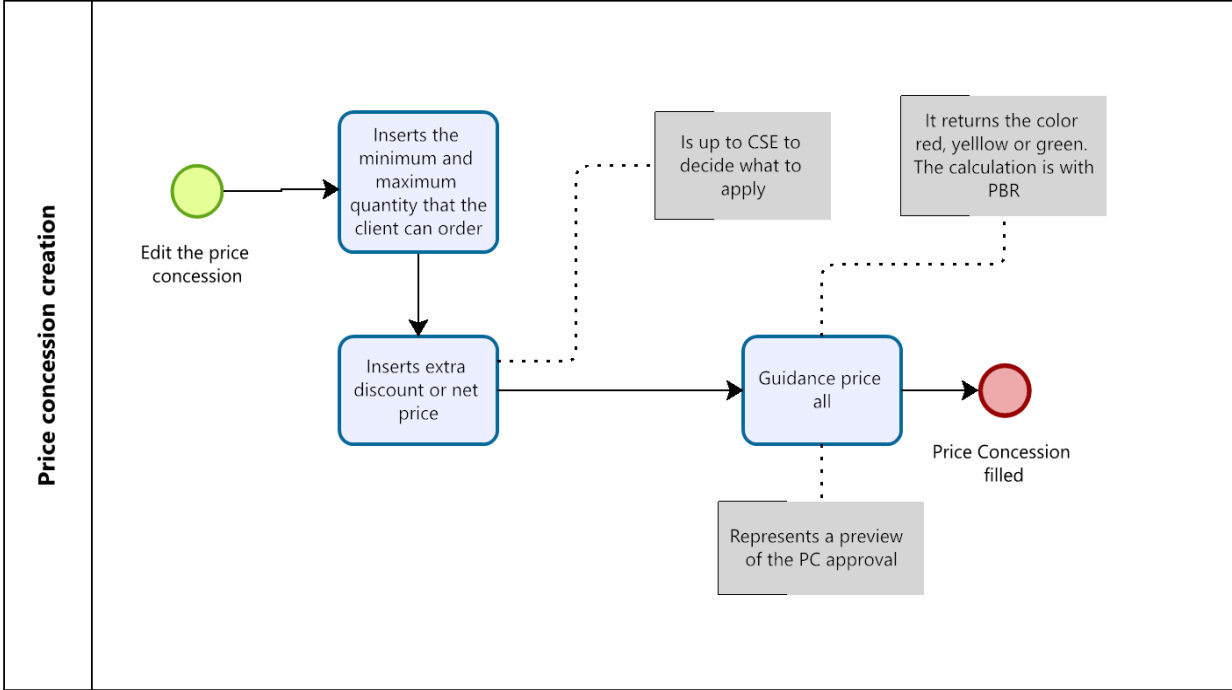 Price concession creation
Edit the price
concession
Inserts the
minimum and
maximum
quantity that the
client can order
Inserts extra
discount or net
price
Is up to CSE to
decide what to
apply
It returns the color
red, yelllow or green.
The calculation is with
PBR
Guidance price
all
Represents a preview
of the PC approval
Price Concession
filled